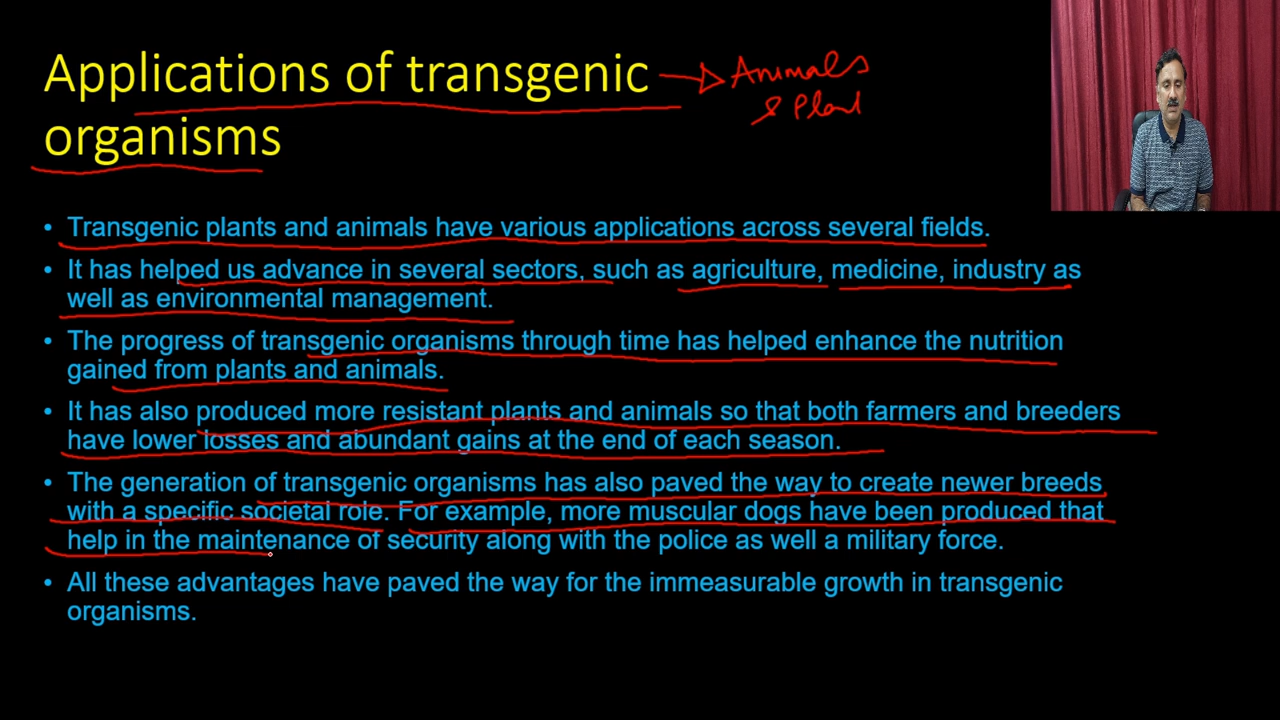 Applications of transgenic
organisms
Animals
& Plant
• Transgenic plants and animals have various applications across several fields.
• It has helped us advance in several sectors, such as agriculture, medicine, industry as
well as environmental management.
• The progress of transgenic organisms through time has helped enhance the nutrition
gained from plants and animals.
• It has also produced more resistant plants and animals so that both farmers and breeders
have lower losses and abundant gains at the end of each season.
• The generation of transgenic organisms has also paved the way to create newer breeds
with a specific societal role. For example, more muscular dogs have been produced that
help in the maintenance of security along with the police as well a military force.
• All these advantages have paved the way for the immeasurable growth in transgenic
organisms.